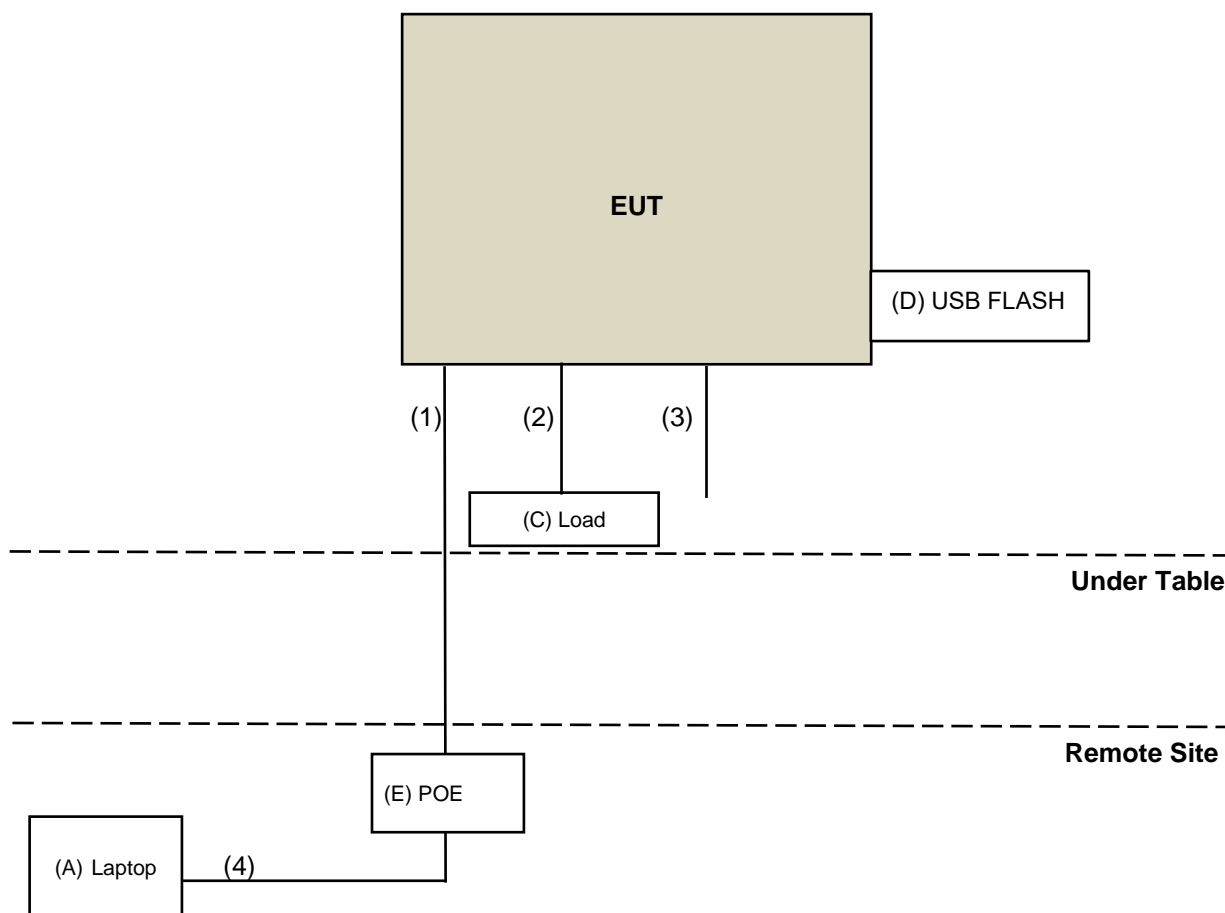 EUT
(D) USB FLASH
(1)
(2)
(3)
(C) Load
Under Table
Remote Site
(E) POE
(A) Laptop
(4)